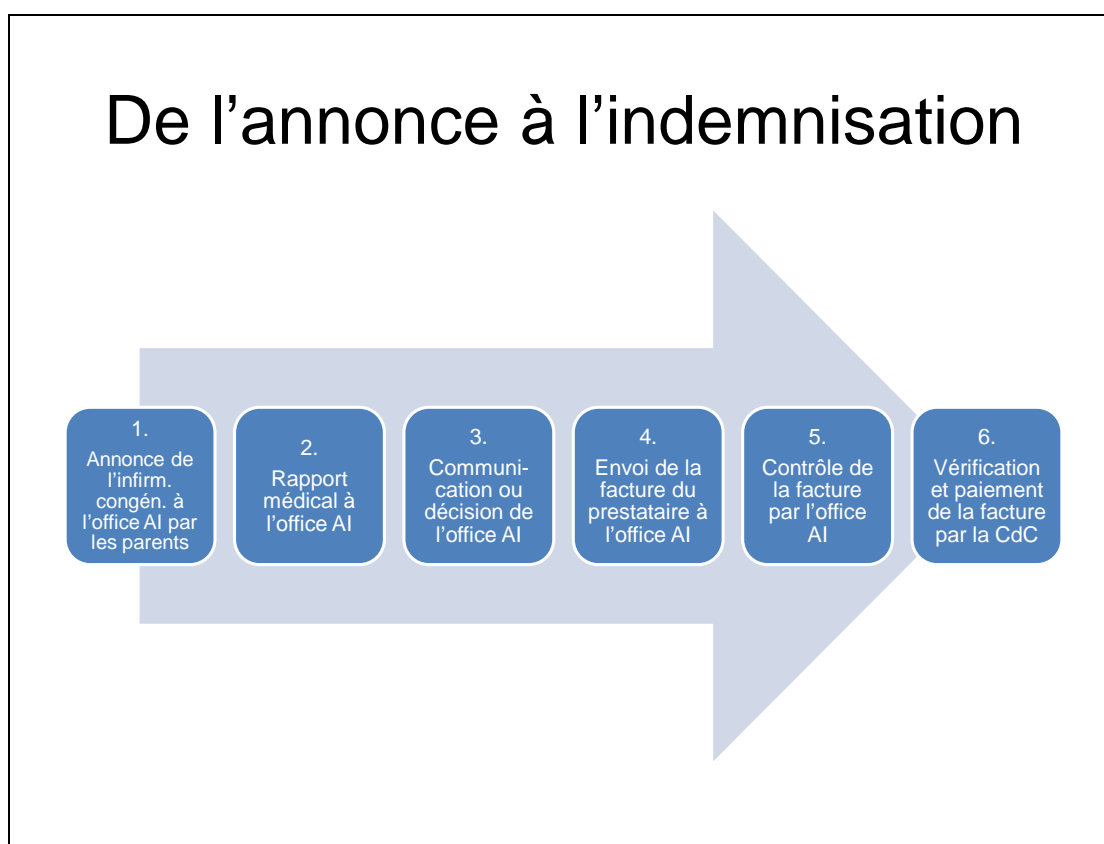 De l’annonce à l’indemnisation
1.
Annonce de
l’infirm.
congén. à
l’office AI par
les parents
2.
Rapport
médical à
l’office AI
3.
Communi-
cation ou
décision de
l’office AI
4.
Envoi de la
facture du
prestataire à
l’office AI
5.
Contrôle de
la facture
par l’office
AI
6.
Vérification
et paiement
de la facture
par la CdC